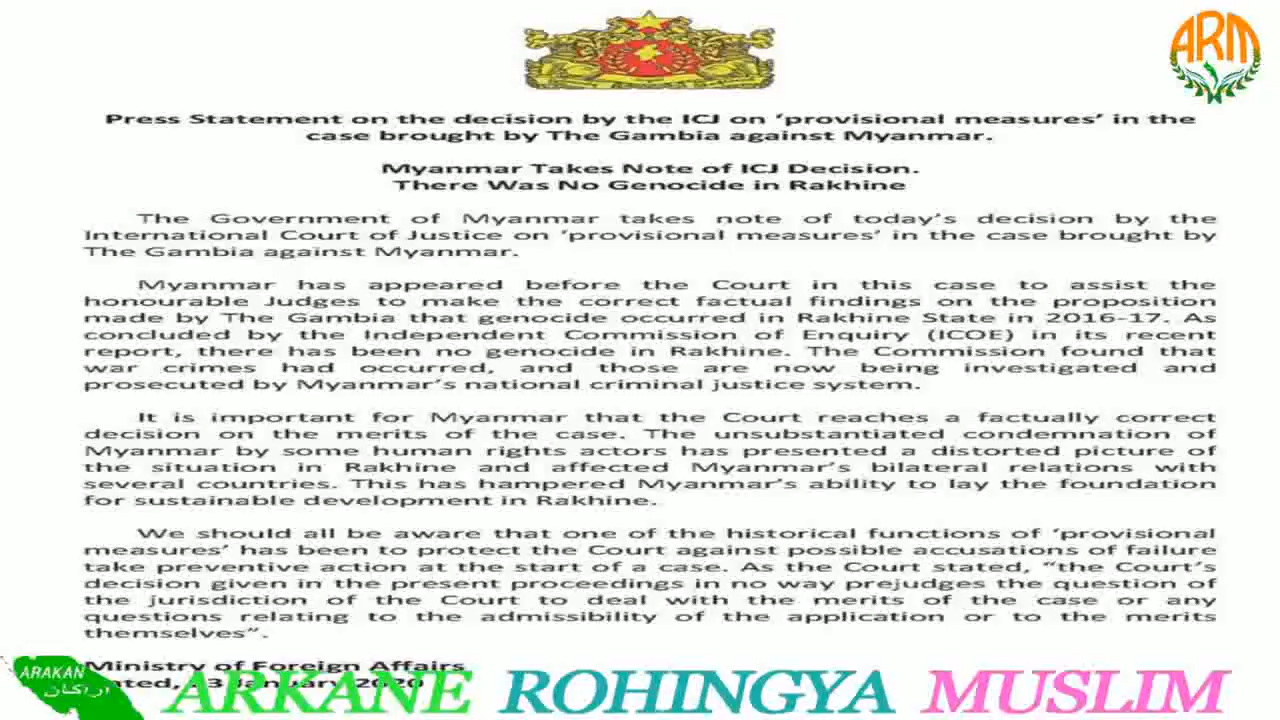 ARM
Press Statement on the decision by the ICJ on ‘provisional measures’ in the
case brought by The Gambia against Myanmar.
Myanmar Takes Note of ICJ Decision.
There Was No Genocide in Rakhine
The Government of Myanmar takes note of today’s decision by the
International Court of Justice on ‘provisional measures’ in the case brought by
The Gambia against Myanmar.
Myanmar has appeared before the Court in this case to assist the
honourable Judges to make the correct factual findings on the proposition
made by The Gambia that genocide occurred in Rakhine State in 2016-17. As
concluded by the Independent Commission of Enquiry (ICOE) in its recent
report, there has been no genocide in Rakhine. The Commission found that
war crimes had occurred, and those are now being investigated and
prosecuted by Myanmar’s national criminal justice system.
It is important for Myanmar that the Court reaches a factually correct
decision on the merits of the case. The unsubstantiated condemnation of
Myanmar by some human rights actors has presented a distorted picture of
the situation in Rakhine and affected Myanmar’s bilateral relations with
several countries. This has hampered Myanmar’s ability to lay the foundation
for sustainable development in Rakhine.
We should all be aware that one of the historical functions of ‘provisional
measures’ has been to protect the Court against possible accusations of failure
take preventive action at the start of a case. As the Court stated, “the Court’s
decision given in the present proceedings in no way prejudges the question of
the jurisdiction of the Court to deal with the merits of the case or any
questions relating to the admissibility of the application or to the merits
themselves”.
Ministry of Foreign Affairs
January 2020
ARAKAN
اراكان
ARKANE ROHINGYA MUSLIM